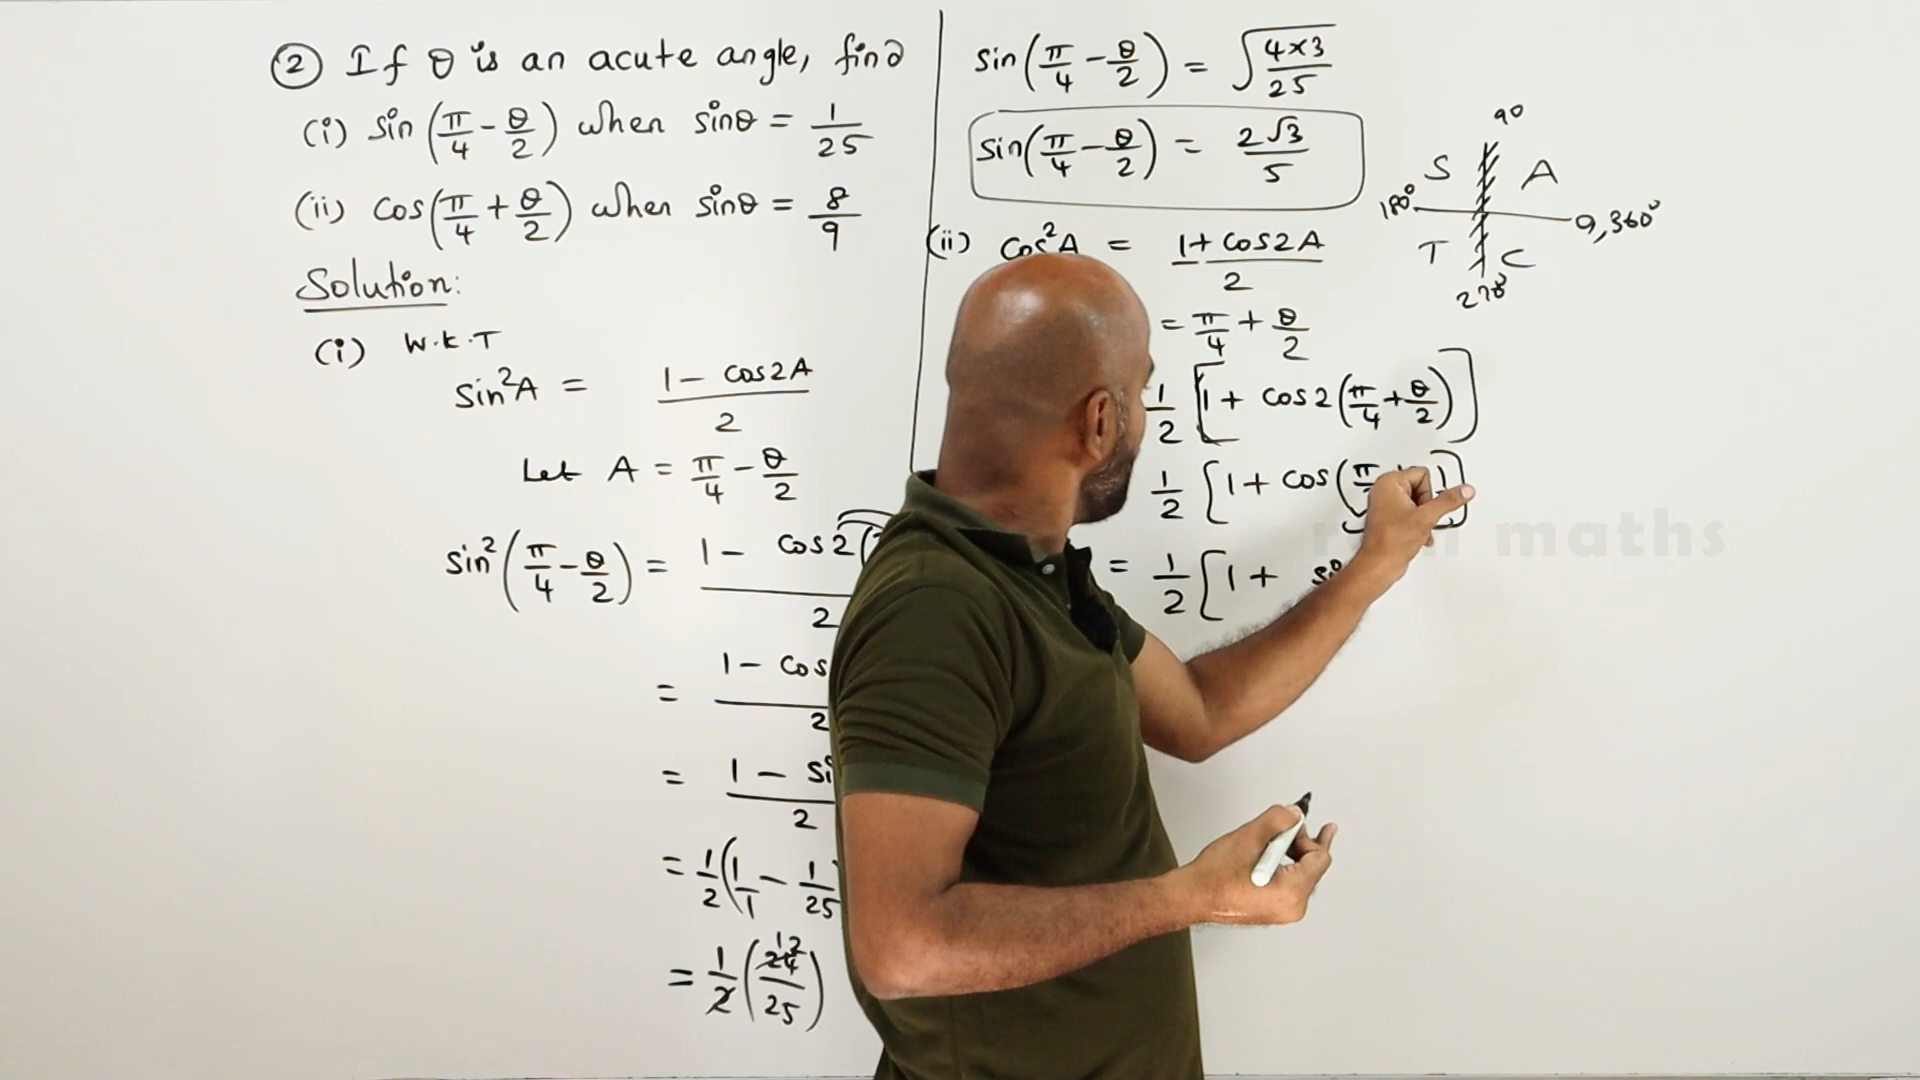 ② If θ is an acute angle, find
(i) sin(π/4 - θ/2) when sinθ = 1/25
(ii) cos(π/4 + θ/2) when sinθ = 8/9
Solution:
(i) W.K.T
sin²A = (1 - cos2A)/2
Let A = π/4 - θ/2
sin²(π/4 - θ/2) = 1 - cos2( / 2
= 1 - cos / 2
= 1 - si / 2
= 1/2(1/1 - 1/25
= 1/2(24/25) 12
sin(π/4 - θ/2) = √(4×3/25)
sin(π/4 - θ/2) = 2√3/5
90
S A
180° 0,360°
T C
270°
(ii) cos²A = (1 + cos2A)/2
= π/4 + θ/2
1/2 [1 + cos2(π/4 + θ/2)]
1/2 [1 + cos(π
= 1/2 [1 +
maths